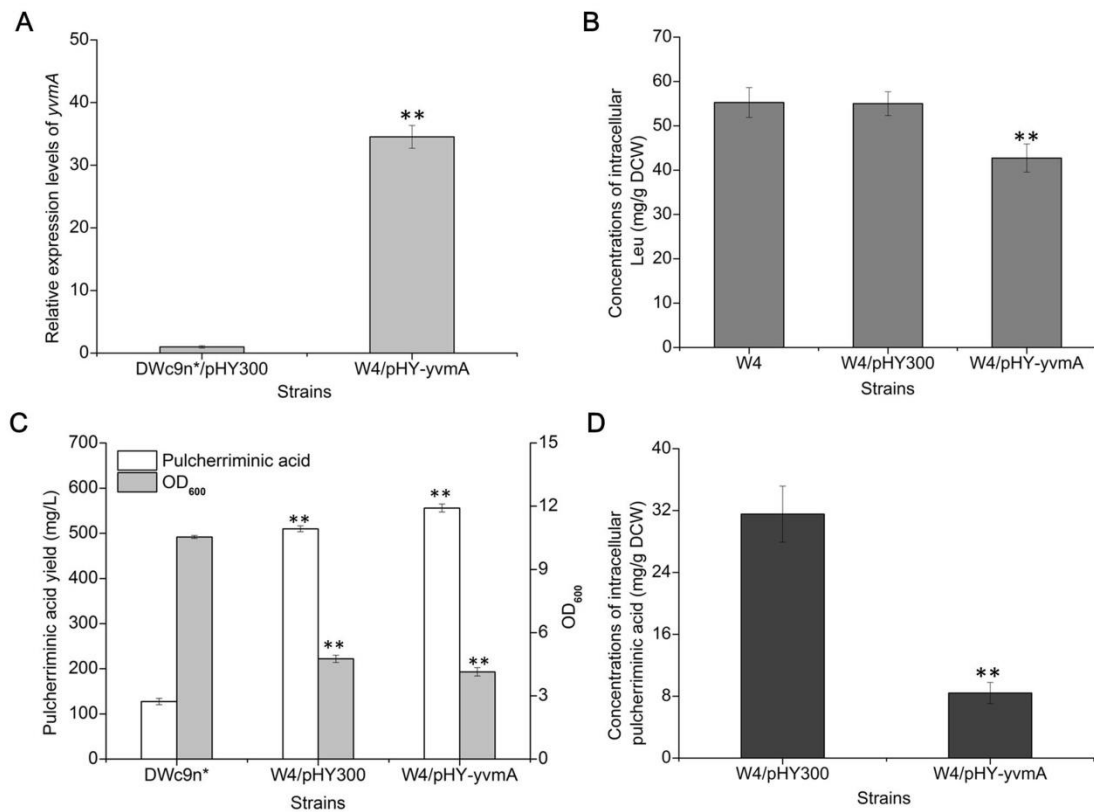 A
Relative expression levels of yvmA
50
40
30
20
10
0
**
DWc9n*/pHY300
W4/pHY-yvmA
Strains
B
Concentrations of intracellular
Leu (mg/g DCW)
70
60
50
40
30
20
10
0
**
W4
W4/pHY300
W4/pHY-yvmA
Strains
C
Pulcherriminic acid yield (mg/L)
700
600
500
400
300
200
100
0
Pulcherriminic acid
OD600
**
**
**
**
15
12
9
6
3
0
OD600
DWc9n*
W4/pHY300
W4/pHY-yvmA
Strains
D
Concentrations of intracellular
pulcherriminic acid (mg/g DCW)
40
32
24
16
8
0
**
W4/pHY300
W4/pHY-yvmA
Strains